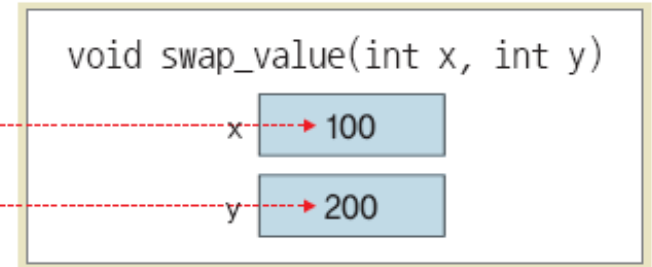 void swap_value(int x, int y)
x 100
y 200